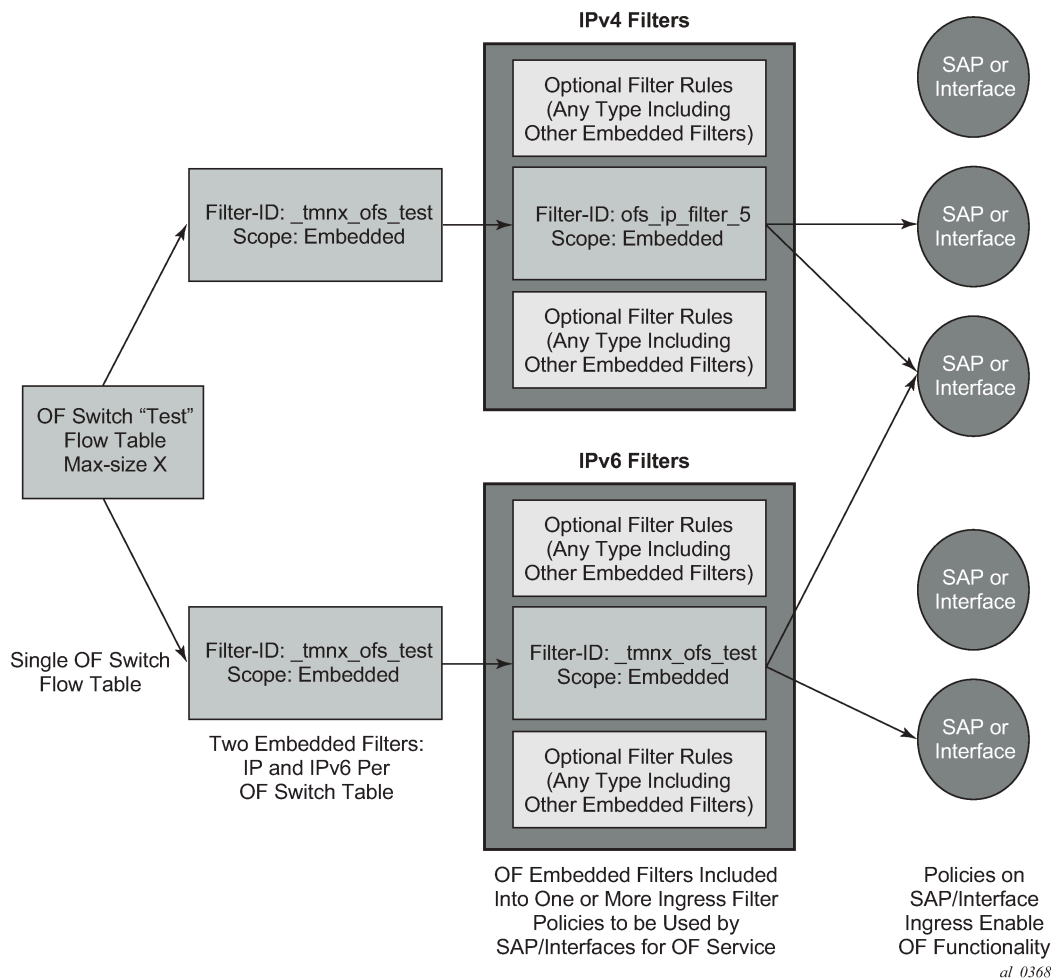 IPv4 Filters
Optional Filter Rules
(Any Type Including
Other Embedded Filters)
Filter-ID: _tmnx_ofs_test
Scope: Embedded
Filter-ID: ofs_ip_filter_5
Scope: Embedded
Optional Filter Rules
(Any Type Including
Other Embedded Filters)
OF Switch “Test”
Flow Table
Max-size X
Single OF Switch
Flow Table
IPv6 Filters
Optional Filter Rules
(Any Type Including
Other Embedded Filters)
Filter-ID: _tmnx_ofs_test
Scope: Embedded
Filter-ID: _tmnx_ofs_test
Scope: Embedded
Optional Filter Rules
(Any Type Including
Other Embedded Filters)
Two Embedded Filters:
IP and IPv6 Per
OF Switch Table
OF Embedded Filters Included
Into One or More Ingress Filter
Policies to be Used by
SAP/Interfaces for OF Service
SAP or
Interface
SAP or
Interface
SAP or
Interface
SAP or
Interface
SAP or
Interface
Policies on
SAP/Interface
Ingress Enable
OF Functionality
al_0368